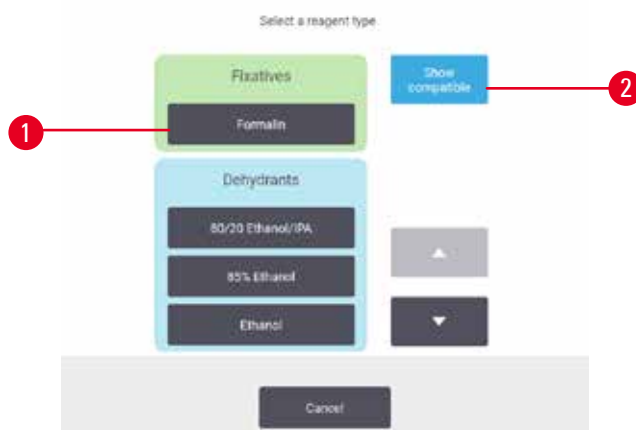 Select a reagent type
Fixatives
Show
compatible
2
1
Formalin
Dehydrants
80/20 Ethanol/IPA
85% Ethanol
Ethanol
Cancel